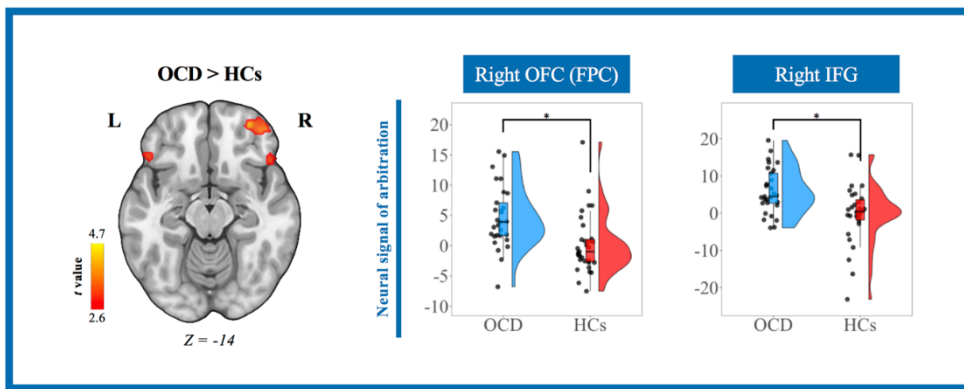 OCD > HCs
L
R
4.7
t value
2.6
Z = -14
Neural signal of arbitration
Right OFC (FPC)
*
20
15
10
5
0
-5
-10
OCD
HCs
Right IFG
*
20
10
0
-10
-20
OCD
HCs